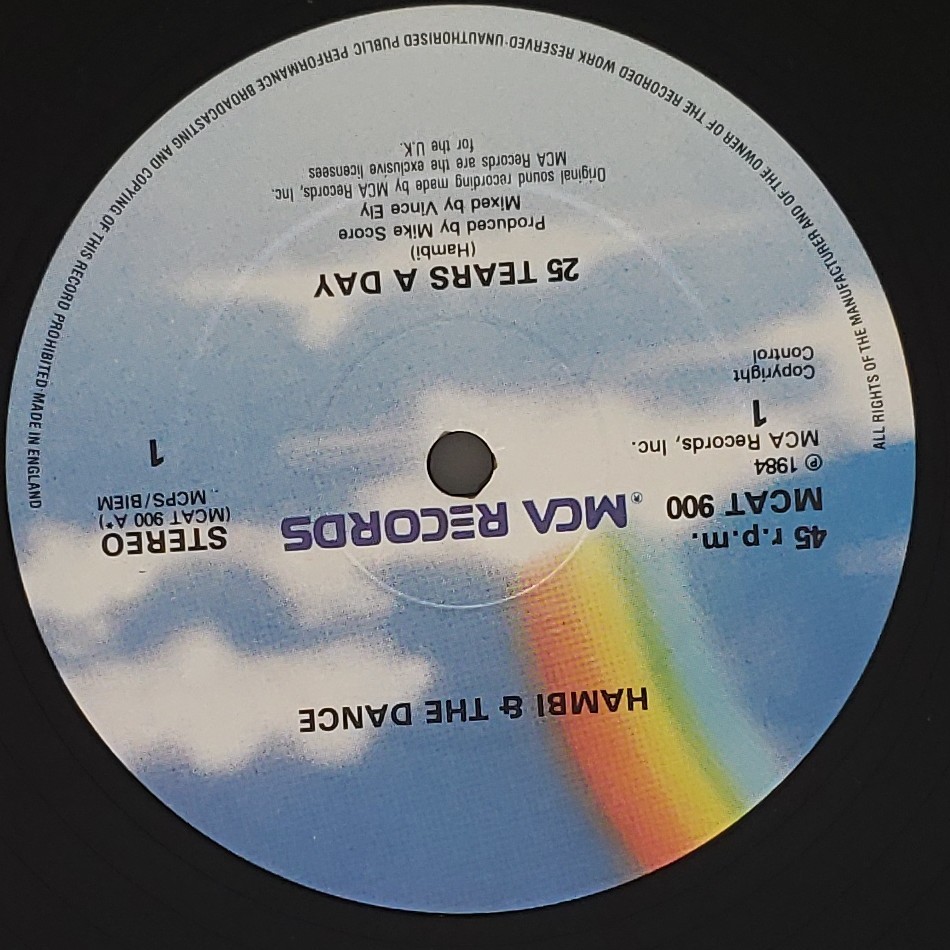 HAMBI & THE DANCE
45 r.p.m.
MCAT 900
℗ 1984
MCA Records, Inc.
1
Copyright
Control
MCA RECORDS®
STEREO
(MCAT 900 A*)
MCPS/BIEM
1
25 TEARS A DAY
(Hambi)
Produced by Mike Score
Mixed by Vince Ely
Original sound recording made by MCA Records, Inc.
MCA Records are the exclusive licensees
for the U.K.
ALL RIGHTS OF THE MANUFACTURER AND OF THE OWNER OF THE RECORDED WORK RESERVED·UNAUTHORISED PUBLIC PERFORMANCE BROADCASTING AND COPYING OF THIS RECORD PROHIBITED·MADE IN ENGLAND